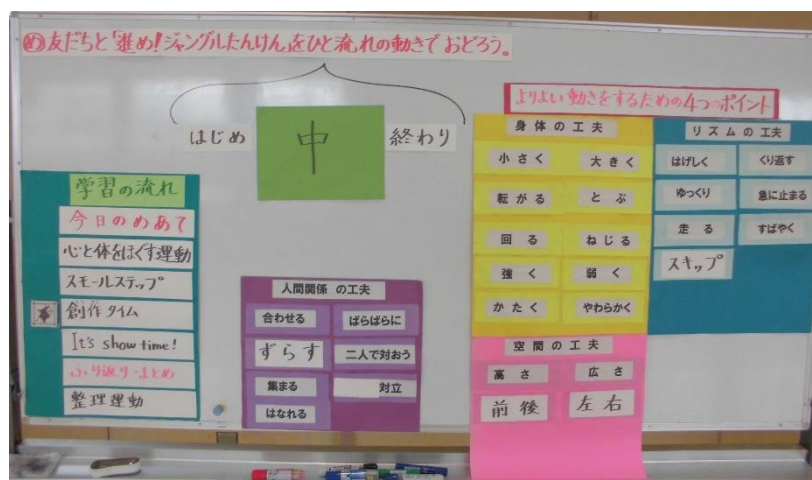 め 友だちと「進め!ジャングルたんけん」をひと流れの動きでおどろう。
はじめ 中 終わり
学習の流れ
今日のめあて
心と体をほぐす運動
スモールステップ
創作タイム
It's show time!
ふり返り・まとめ
整理運動
人間関係の工夫
合わせる ばらばらに
ずらす 二人で対おう
集まる 対立
はなれる
よりよい動きをするための4つのポイント
身体の工夫
小さく 大きく
転がる とぶ
回る ねじる
強く 弱く
かたく やわらかく
リズムの工夫
はげしく くり返す
ゆっくり 急に止まる
走る すばやく
スキップ
空間の工夫
高さ 広さ
前後 左右